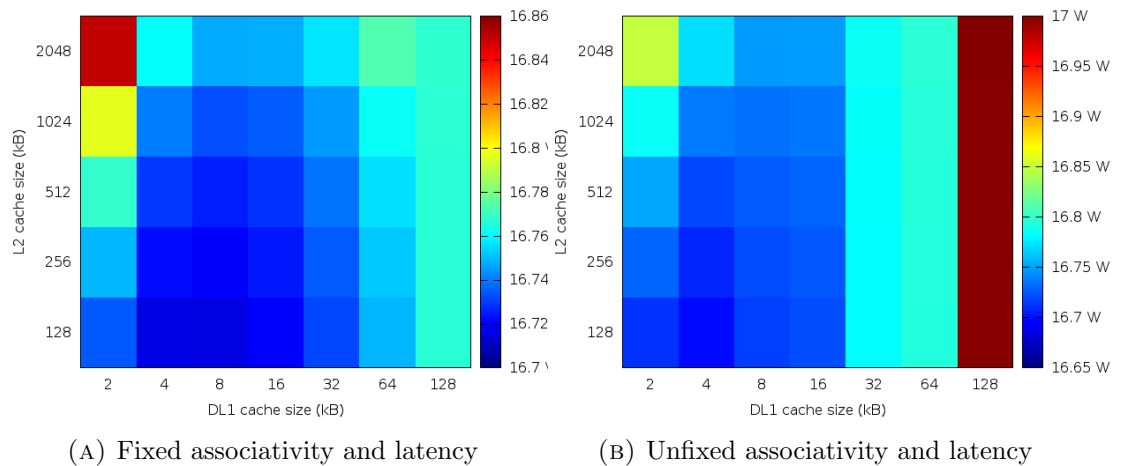 2048
1024
512
256
128
L2 cache size (kB)
2 4 8 16 32 64 128
DL1 cache size (kB)
16.86
16.84
16.82
16.8 \
16.78
16.76
16.74
16.72
16.7 \
(A) Fixed associativity and latency
2048
1024
512
256
128
L2 cache size (kB)
2 4 8 16 32 64 128
DL1 cache size (kB)
17 W
16.95 W
16.9 W
16.85 W
16.8 W
16.75 W
16.7 W
16.65 W
(B) Unfixed associativity and latency